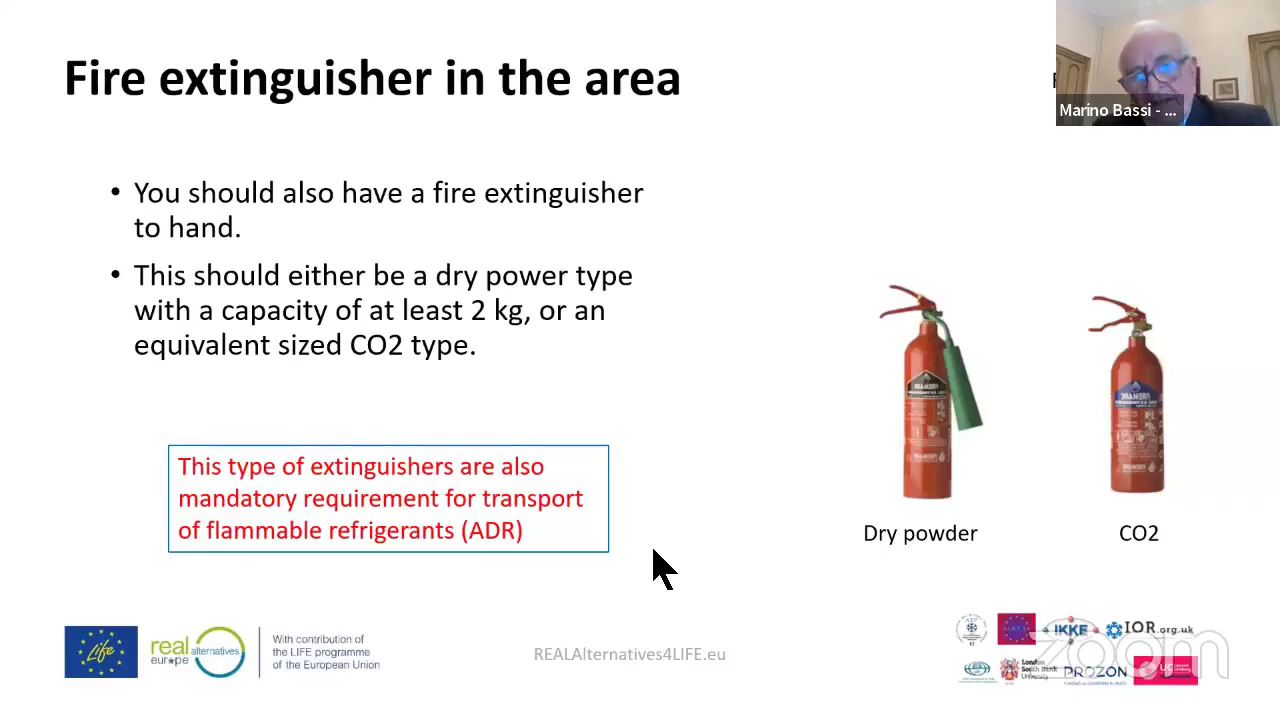 Fire extinguisher in the area
Marino Bassi - ...
• You should also have a fire extinguisher
to hand.
• This should either be a dry power type
with a capacity of at least 2 kg, or an
equivalent sized CO2 type.
This type of extinguishers are also
mandatory requirement for transport
of flammable refrigerants (ADR)
Dry powder
CO2
Life
real
alternatives
europe
With contribution of
the LIFE programme
of the European Union
REALAlternatives4LIFE.eu
ATP
IKKE
IOR.org.uk
zoom
London
South Bank
University
PROZON
UC